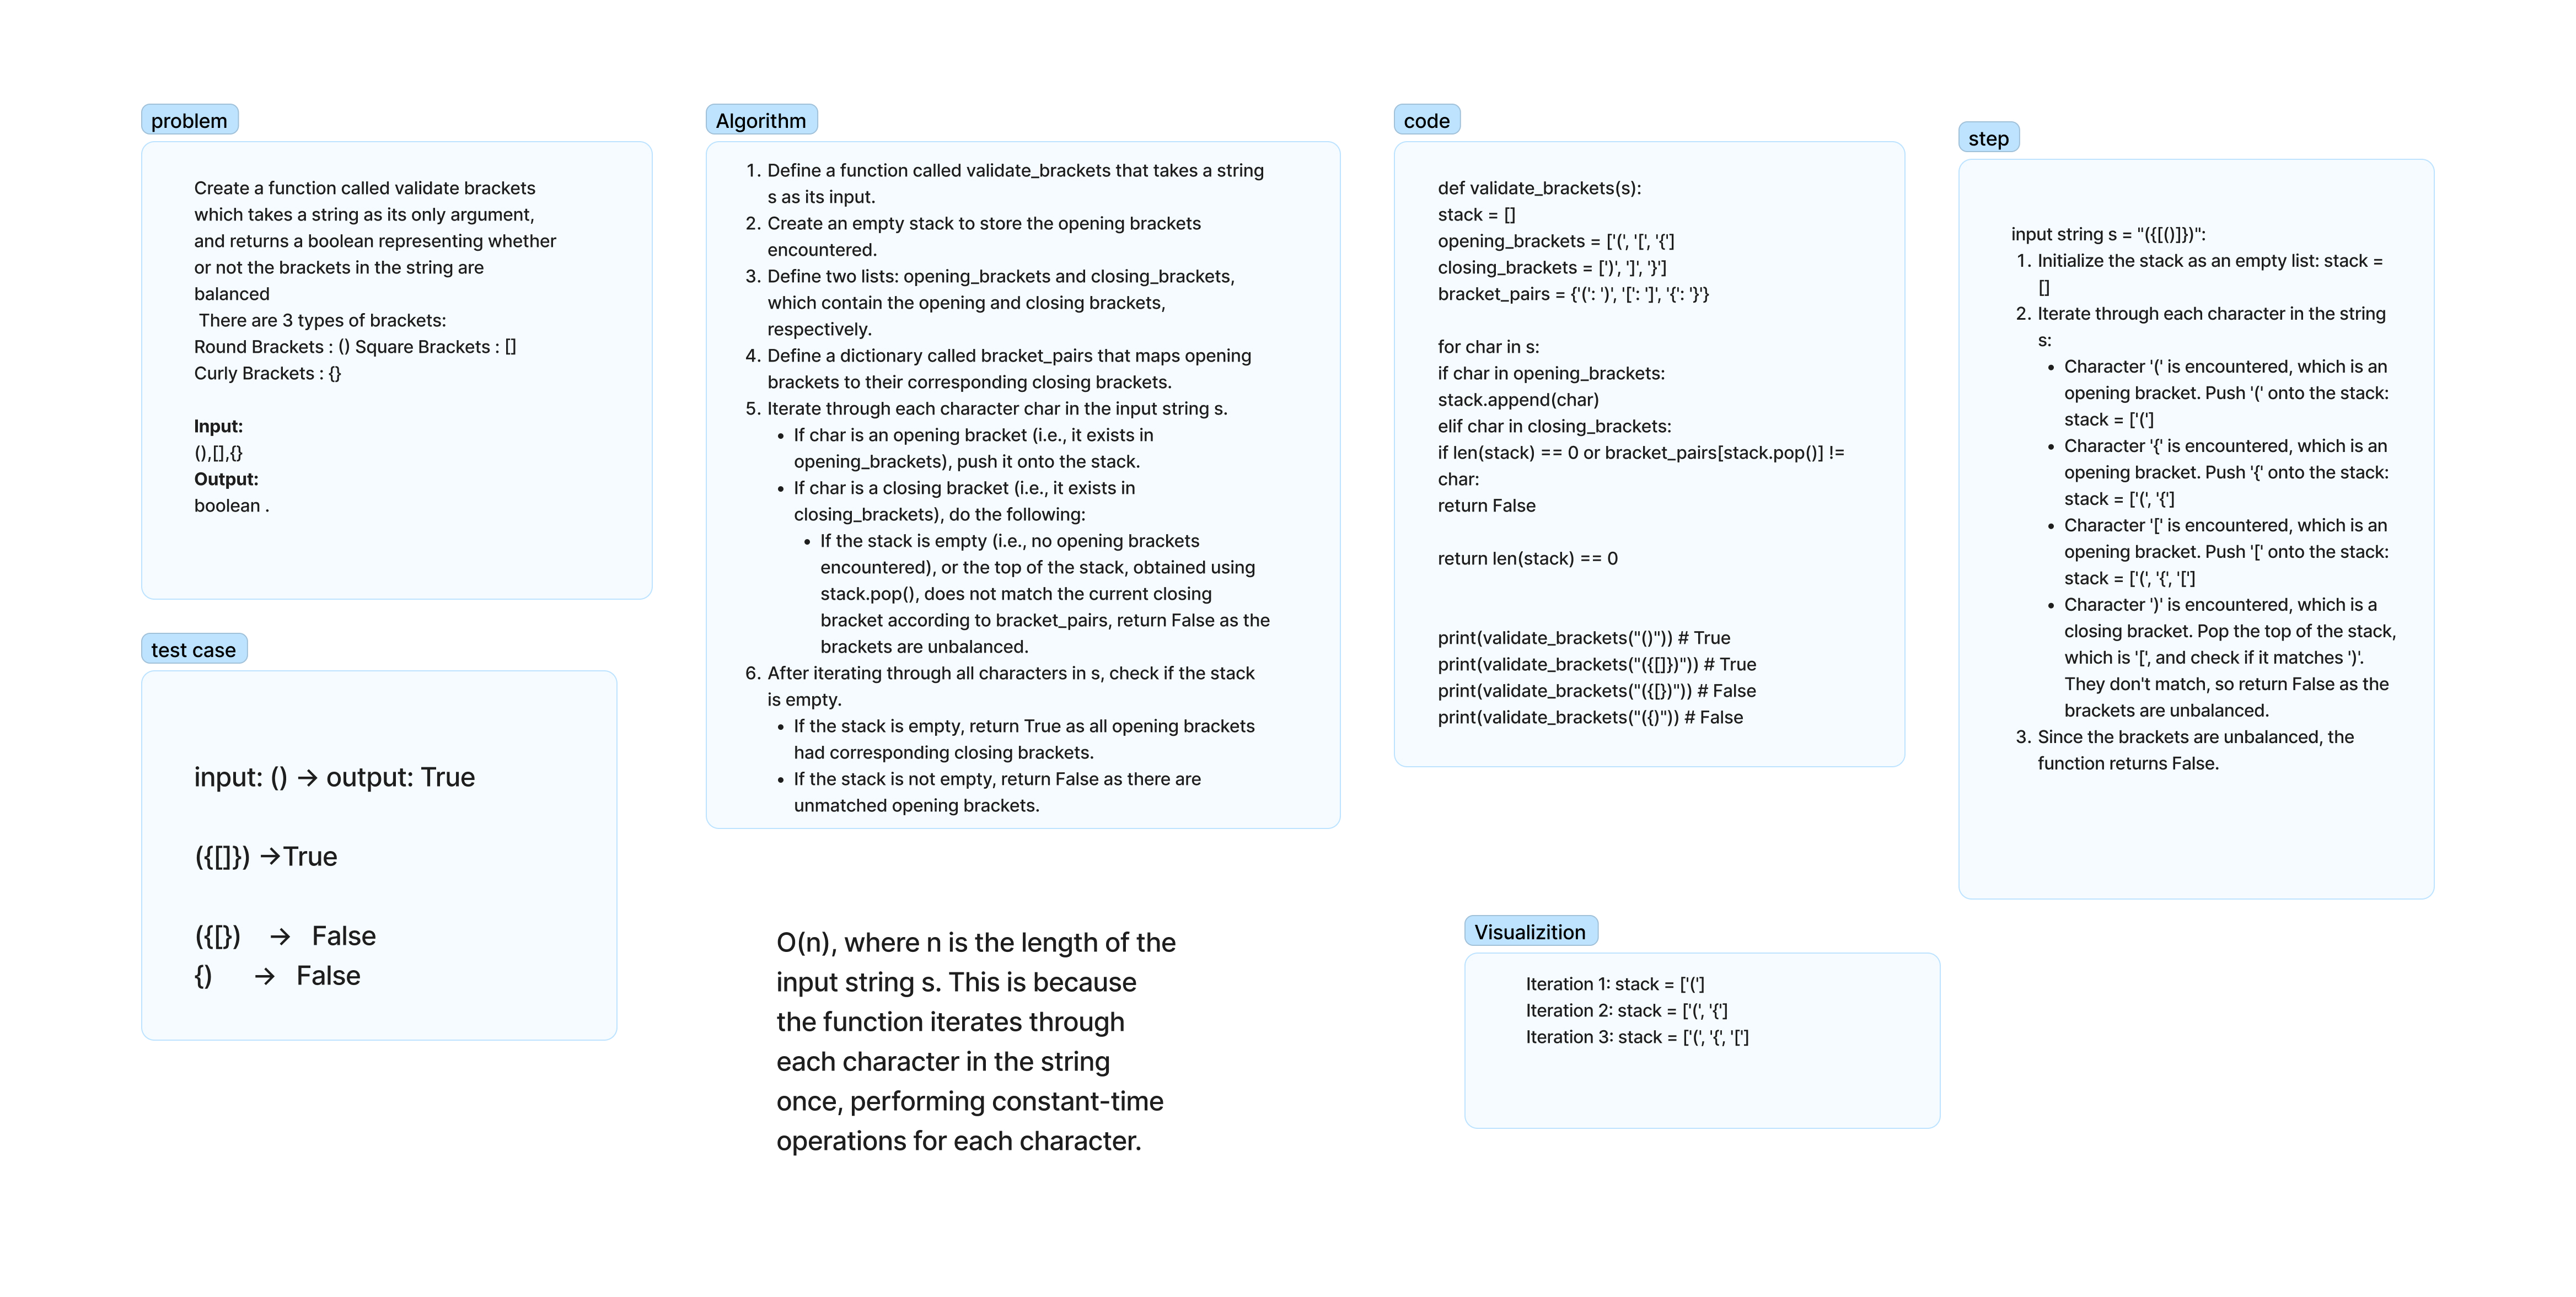 problem
Create a function called validate brackets
which takes a string as its only argument,
and returns a boolean representing whether
or not the brackets in the string are
balanced
There are 3 types of brackets:
Round Brackets : () Square Brackets : []
Curly Brackets : {}
Input:
(),[],{}
Output:
boolean .
test case
input: () → output: True
({[]}) →True
({[}) → False
{) → False
Algorithm
1. Define a function called validate_brackets that takes a string
s as its input.
2. Create an empty stack to store the opening brackets
encountered.
3. Define two lists: opening_brackets and closing_brackets,
which contain the opening and closing brackets,
respectively.
4. Define a dictionary called bracket_pairs that maps opening
brackets to their corresponding closing brackets.
5. Iterate through each character char in the input string s.
• If char is an opening bracket (i.e., it exists in
opening_brackets), push it onto the stack.
• If char is a closing bracket (i.e., it exists in
closing_brackets), do the following:
• If the stack is empty (i.e., no opening brackets
encountered), or the top of the stack, obtained using
stack.pop(), does not match the current closing
bracket according to bracket_pairs, return False as the
brackets are unbalanced.
6. After iterating through all characters in s, check if the stack
is empty.
• If the stack is empty, return True as all opening brackets
had corresponding closing brackets.
• If the stack is not empty, return False as there are
unmatched opening brackets.
O(n), where n is the length of the
input string s. This is because
the function iterates through
each character in the string
once, performing constant-time
operations for each character.
code
def validate_brackets(s):
stack = []
opening_brackets = ['(', '[', '{']
closing_brackets = [')', ']', '}']
bracket_pairs = {'(': ')', '[': ']', '{': '}'}
for char in s:
if char in opening_brackets:
stack.append(char)
elif char in closing_brackets:
if len(stack) == 0 or bracket_pairs[stack.pop()] !=
char:
return False
return len(stack) == 0
print(validate_brackets("()")) # True
print(validate_brackets("({[]})")) # True
print(validate_brackets("({[})")) # False
print(validate_brackets("({)")) # False
Visualizition
Iteration 1: stack = ['(']
Iteration 2: stack = ['(', '{']
Iteration 3: stack = ['(', '{', '[']
step
input string s = "({[()]})":
1. Initialize the stack as an empty list: stack =
[]
2. Iterate through each character in the string
s:
• Character '(' is encountered, which is an
opening bracket. Push '(' onto the stack:
stack = ['(']
• Character '{' is encountered, which is an
opening bracket. Push '{' onto the stack:
stack = ['(', '{']
• Character '[' is encountered, which is an
opening bracket. Push '[' onto the stack:
stack = ['(', '{', '[']
• Character ')' is encountered, which is a
closing bracket. Pop the top of the stack,
which is '[', and check if it matches ')'.
They don't match, so return False as the
brackets are unbalanced.
3. Since the brackets are unbalanced, the
function returns False.